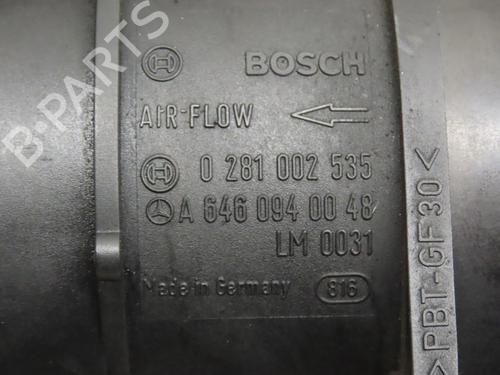 BOSCH
AIR-FLOW
0 281 002 535
A 646 094 00 48
LM 0031
Made in Germany 816
>PBT-GF30<
B-PARTS